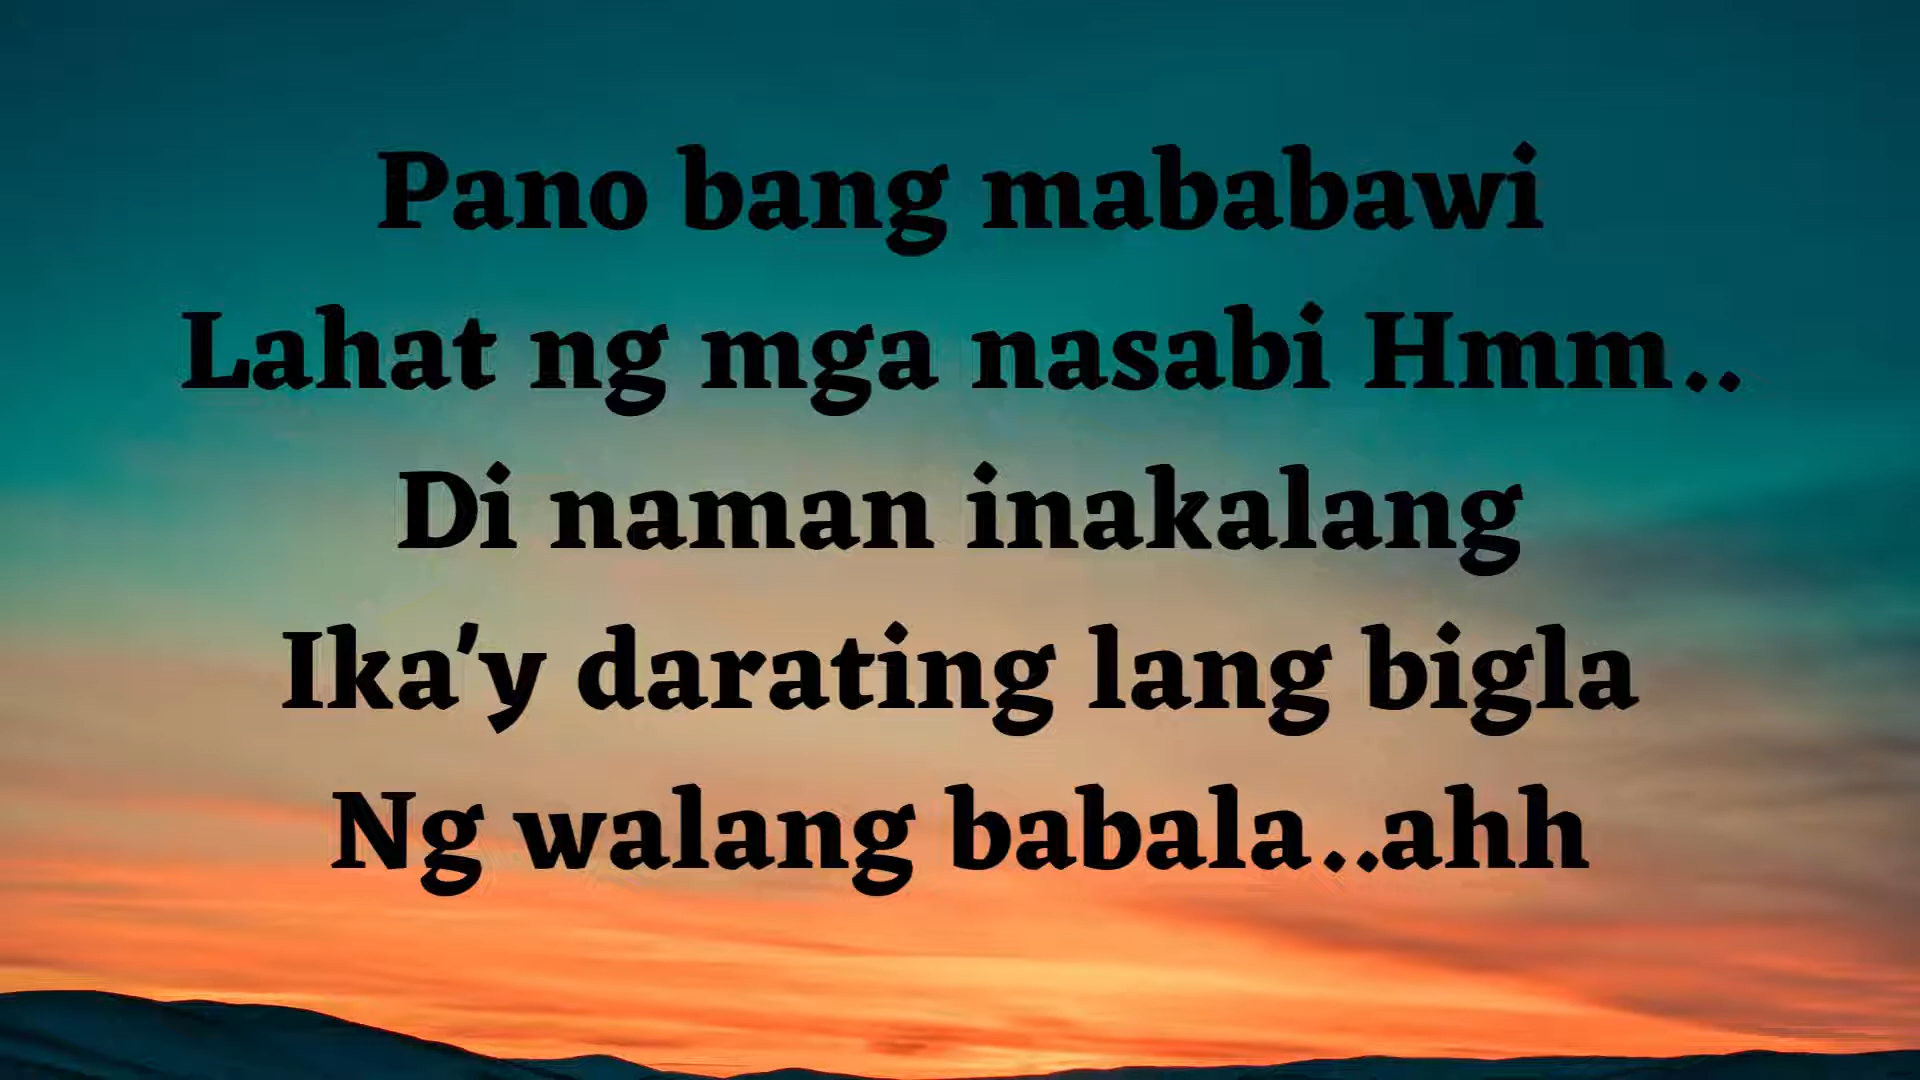 Pano bang mababawi
Lahat ng mga nasabi Hmm..
Di naman inakalang
Ika'y darating lang bigla
Ng walang babala..ahh